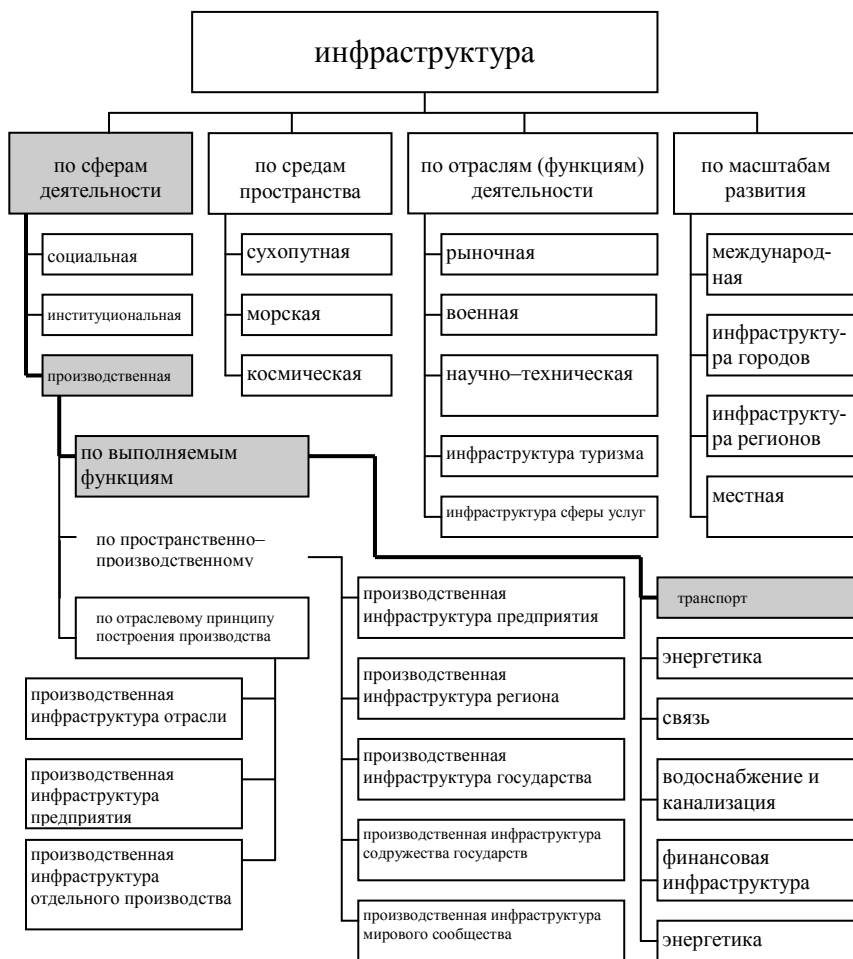 инфраструктура
по сферам
деятельности
социальная
институциональная
производственная
по средам
пространства
сухопутная
морская
космическая
по отраслям (функциям)
деятельности
рыночная
военная
научно–техническая
инфраструктура туризма
инфраструктура сферы услуг
по масштабам
развития
международ-
ная
инфраструкту-
ра городов
инфраструкту-
ра регионов
местная
по выполняемым
функциям
по пространственно–
производственному
по отраслевому принципу
построения производства
производственная
инфраструктура отрасли
производственная
инфраструктура
предприятия
производственная
инфраструктура
отдельного производства
производственная
инфраструктура предприятия
производственная
инфраструктура региона
производственная
инфраструктура государства
производственная инфраструктура
содружества государств
производственная инфраструктура
мирового сообщества
транспорт
энергетика
связь
водоснабжение и
канализация
финансовая
инфраструктура
энергетика